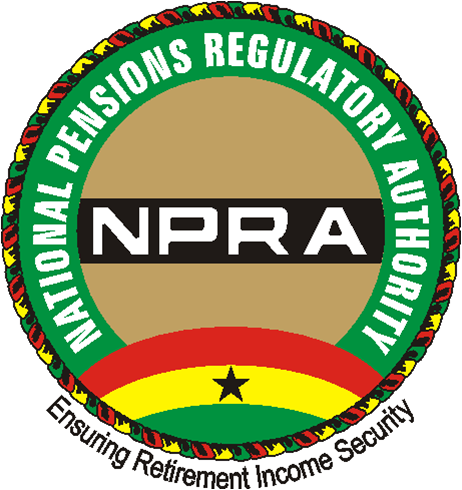 NATIONAL PENSIONS REGULATORY AUTHORITY
NPRA
Ensuring Retirement Income Security